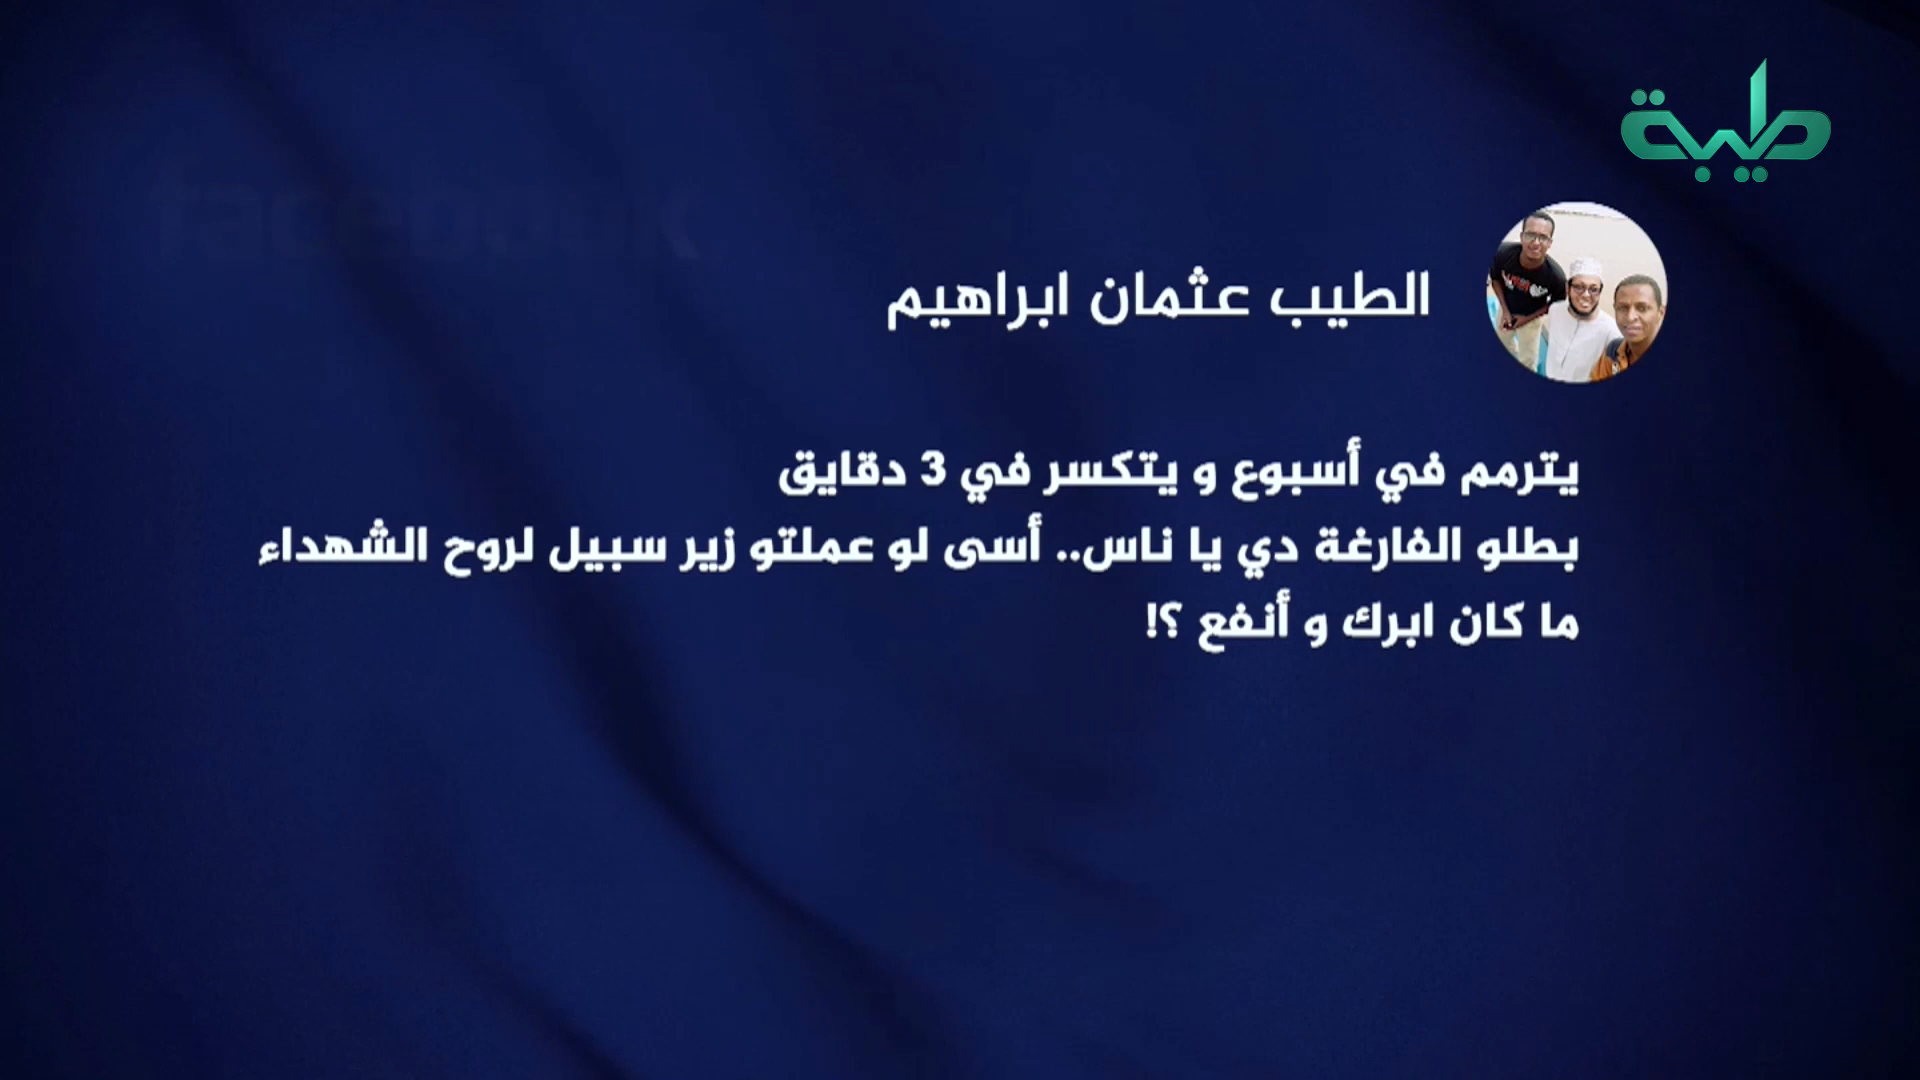 طيبة
facebook
الطيب عثمان ابراهيم
يترمم في أسبوع و يتكسر في 3 دقايق
بطلو الفارغة دي يا ناس.. أسى لو عملتو زير سبيل لروح الشهداء
ما كان ابرك و أنفع ؟!